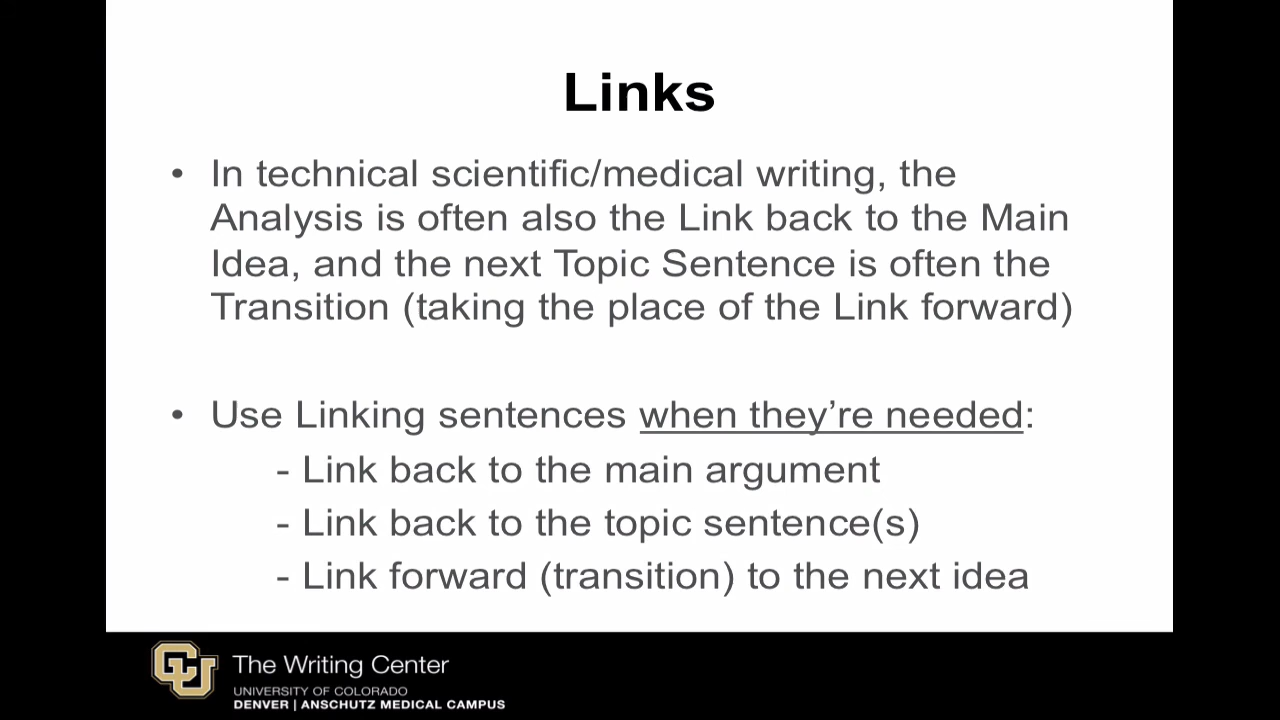 Links
• In technical scientific/medical writing, the
Analysis is often also the Link back to the Main
Idea, and the next Topic Sentence is often the
Transition (taking the place of the Link forward)
• Use Linking sentences when they’re needed:
- Link back to the main argument
- Link back to the topic sentence(s)
- Link forward (transition) to the next idea
CU
The Writing Center
UNIVERSITY OF COLORADO
DENVER | ANSCHUTZ MEDICAL CAMPUS